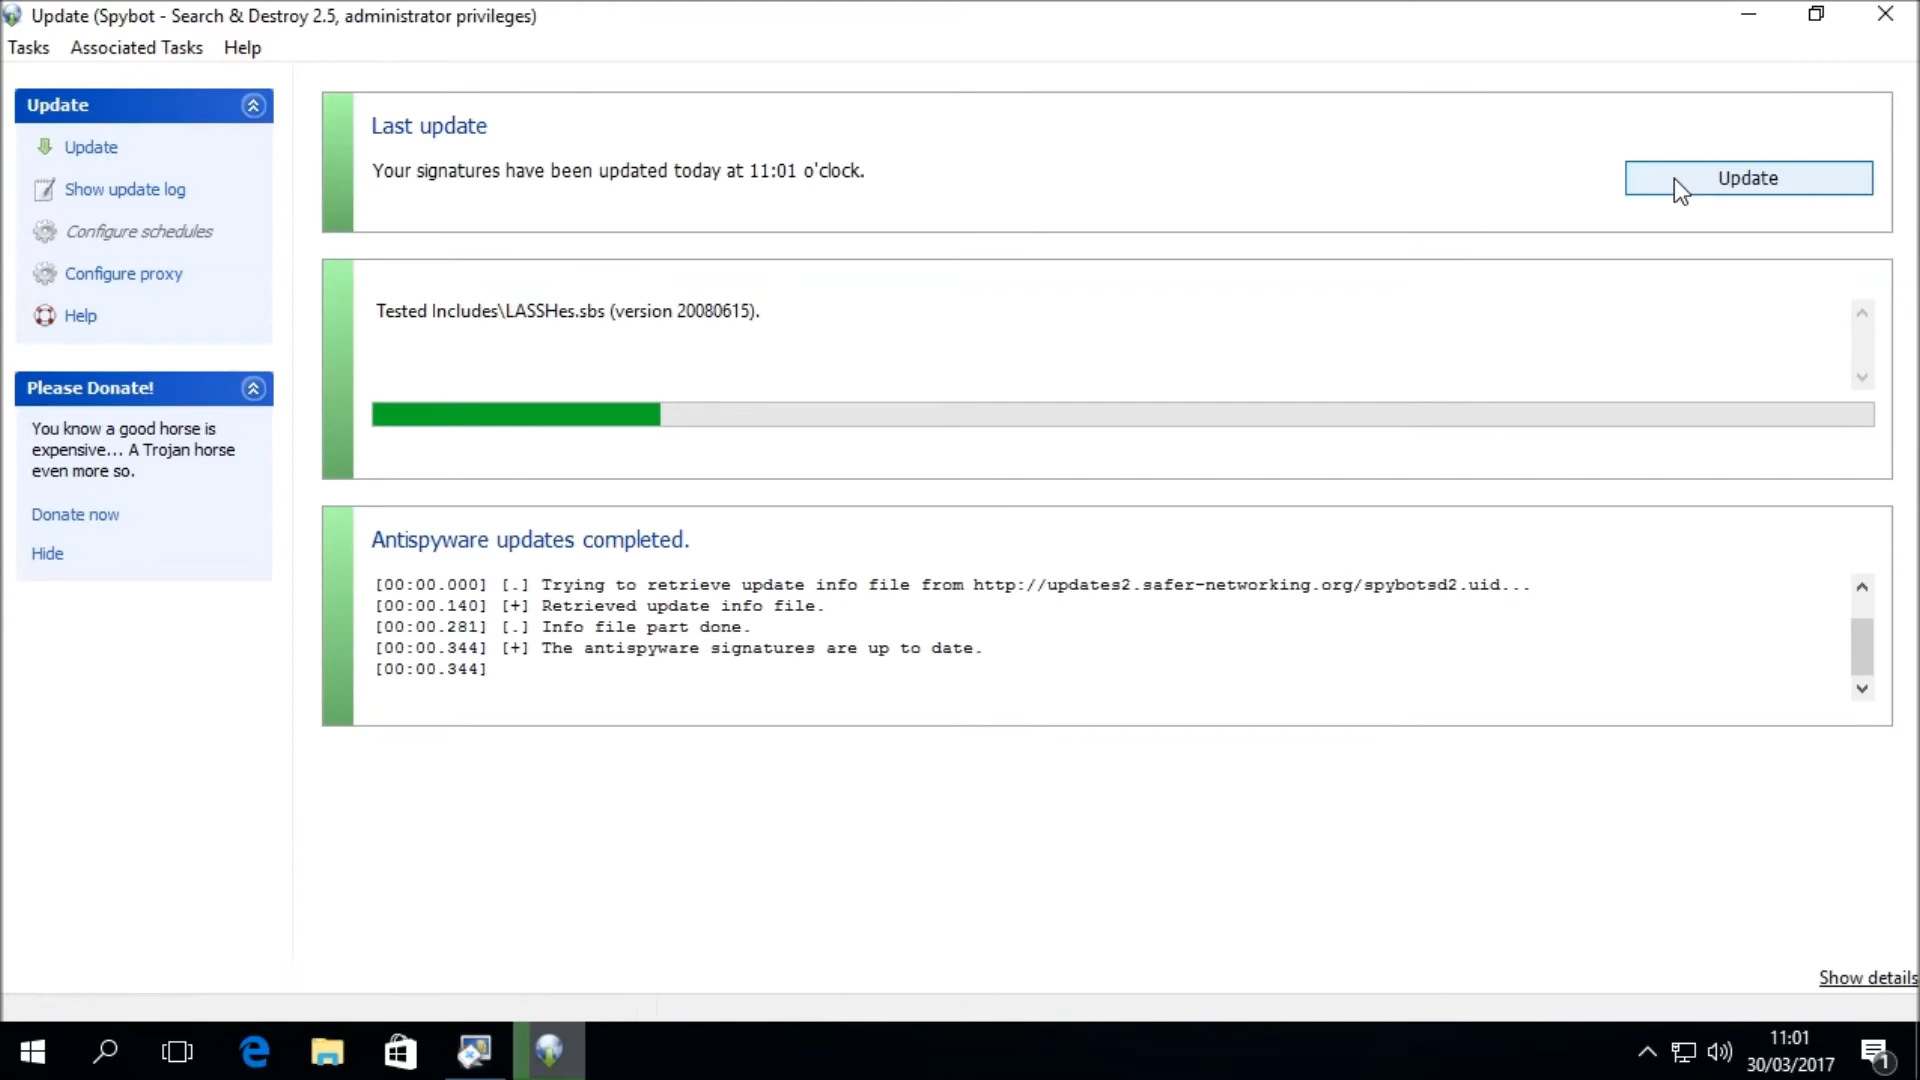 Update (Spybot - Search & Destroy 2.5, administrator privileges)
Tasks Associated Tasks Help
Update
Update
Show update log
Configure schedules
Configure proxy
Help
Please Donate!
You know a good horse is
expensive... A Trojan horse
even more so.
Donate now
Hide
Last update
Your signatures have been updated today at 11:01 o'clock.
Update
Tested Includes\LASSHes.sbs (version 20080615).
Antispyware updates completed.
[00:00.000] [.] Trying to retrieve update info file from http://updates2.safer-networking.org/spybotsd2.uid...
[00:00.140] [+] Retrieved update info file.
[00:00.281] [.] Info file part done.
[00:00.344] [+] The antispyware signatures are up to date.
[00:00.344]
Show details
11:01
30/03/2017
1